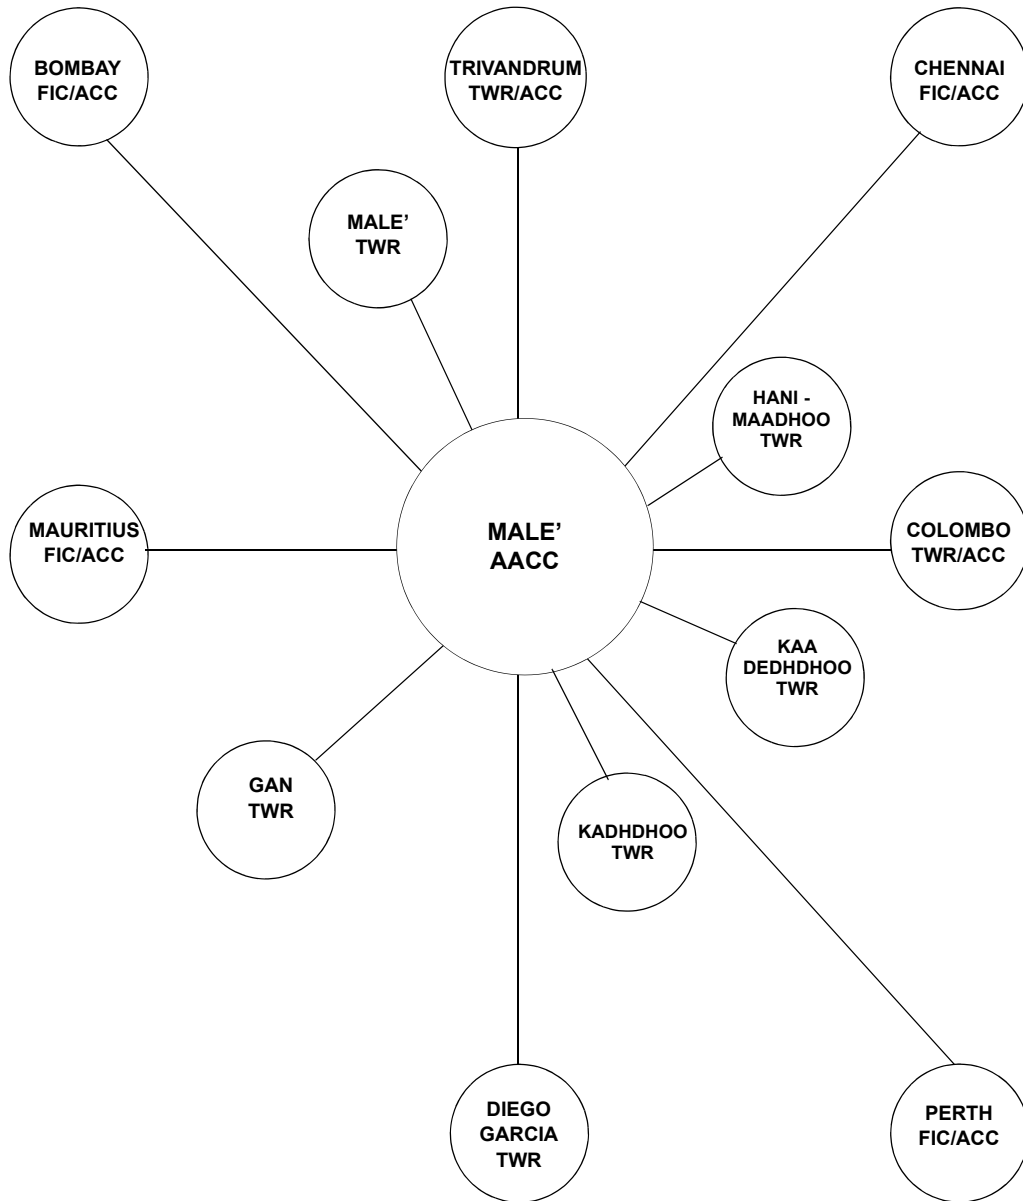 BOMBAY
FIC/ACC
TRIVANDRUM
TWR/ACC
CHENNAI
FIC/ACC
MALE’
TWR
HANI -
MAADHOO
TWR
MAURITIUS
FIC/ACC
MALE’
AACC
COLOMBO
TWR/ACC
KAA
DEDHDHOO
TWR
GAN
TWR
KADHDHOO
TWR
DIEGO
GARCIA
TWR
PERTH
FIC/ACC